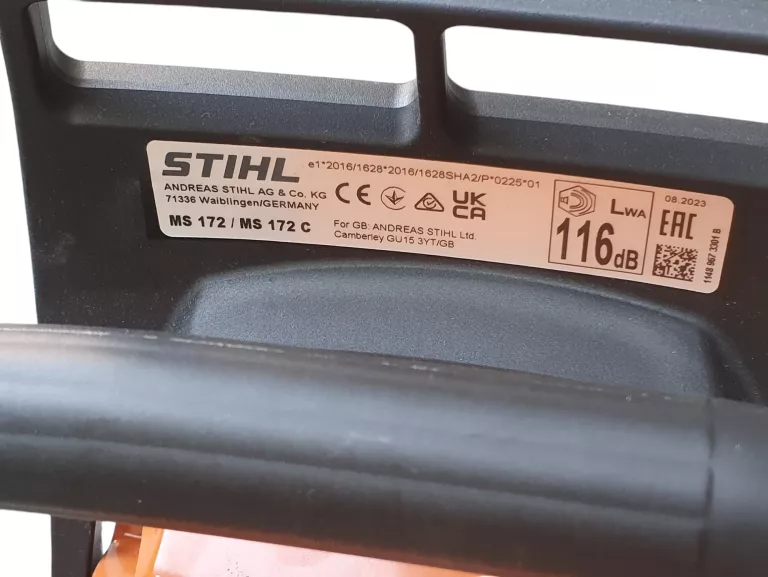 STIHL
e1*2016/1628*2016/1628SHA2/P*0225*01
ANDREAS STIHL AG & Co. KG
71336 Waiblingen/GERMANY
MS 172 / MS 172 C
CE
UK
CA
For GB: ANDREAS STIHL Ltd.
Camberley GU15 3YT/GB
LWA
116dB
08.2023
EAC
1148 967 3301 B